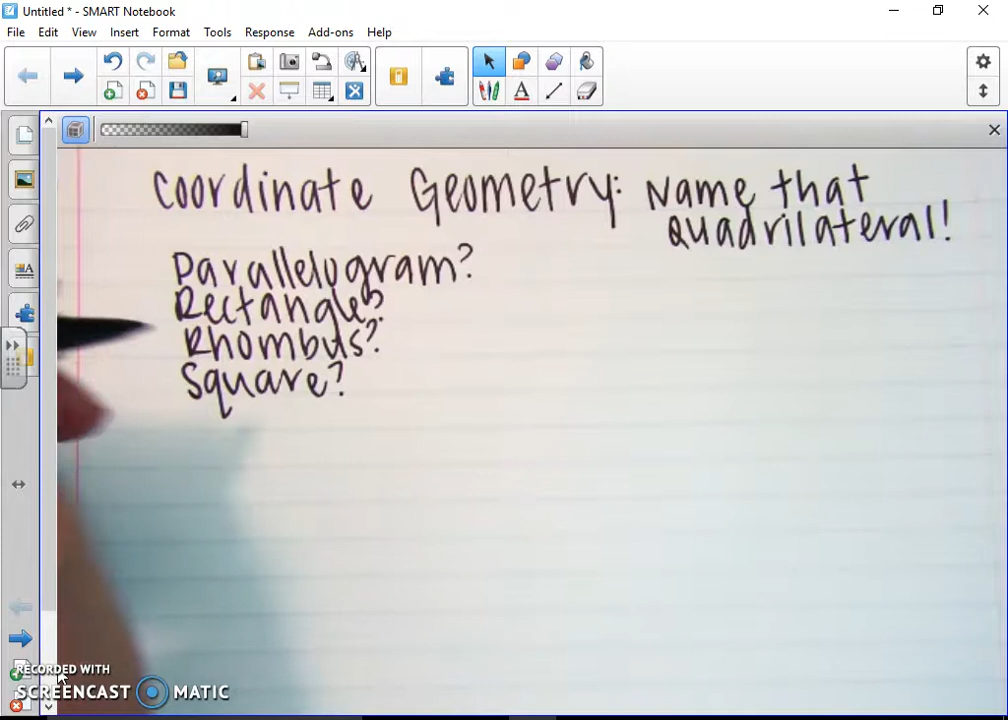 Untitled * - SMART Notebook
File Edit View Insert Format Tools Response Add-ons Help
Coordinate Geometry: Name that
Quadrilateral!
Parallelogram?
Rectangle?
Rhombus?
Square?
RECORDED WITH
SCREENCAST MATIC